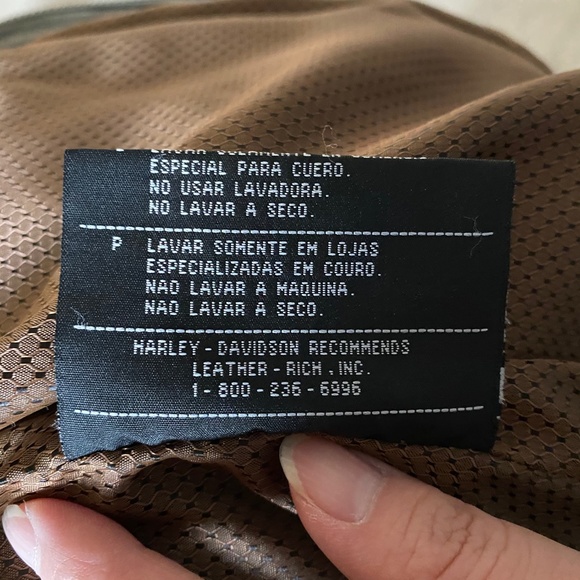 ESPECIAL PARA CUERO.
NO USAR LAVADORA.
NO LAVAR A SECO.
P LAVAR SOMENTE EM LOJAS
ESPECIALIZADAS EM COURO.
NAO LAVAR A MAQUINA.
NAO LAVAR A SECO.
HARLEY-DAVIDSON RECOMMENDS
LEATHER-RICH, INC.
1-800-236-6996